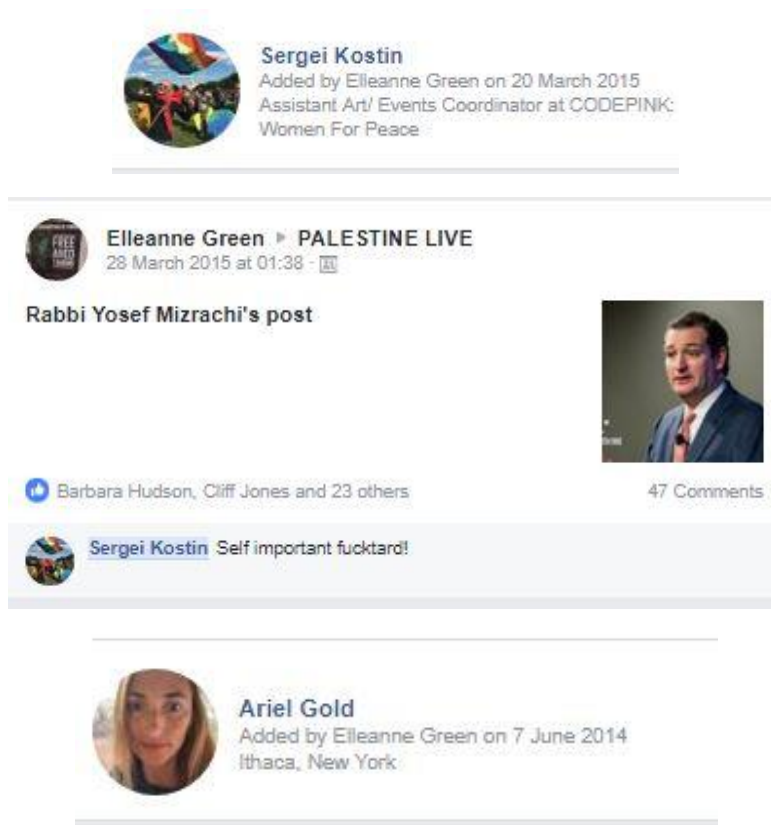 Sergei Kostin
Added by Elleanne Green on 20 March 2015
Assistant Art/ Events Coordinator at CODEPINK:
Women For Peace
Elleanne Green ▸ PALESTINE LIVE
28 March 2015 at 01:38 ·
Rabbi Yosef Mizrachi's post
Barbara Hudson, Cliff Jones and 23 others
47 Comments
Sergei Kostin Self important fucktard!
Ariel Gold
Added by Elleanne Green on 7 June 2014
Ithaca, New York